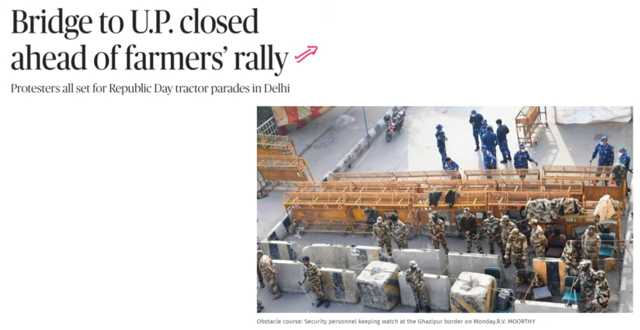 Bridge to U.P. closed
ahead of farmers’ rally
Protesters all set for Republic Day tractor parades in Delhi
Obstacle course: Security personnel keeping watch at the Ghazipur border on Monday.R.V. MOORTHY